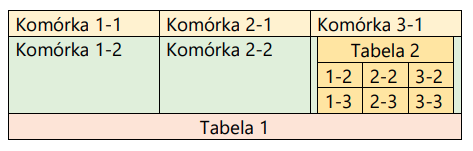 Komórka 1-1 Komórka 2-1 Komórka 3-1
Komórka 1-2 Komórka 2-2 Tabela 2
1-2 2-2 3-2
1-3 2-3 3-3
Tabela 1